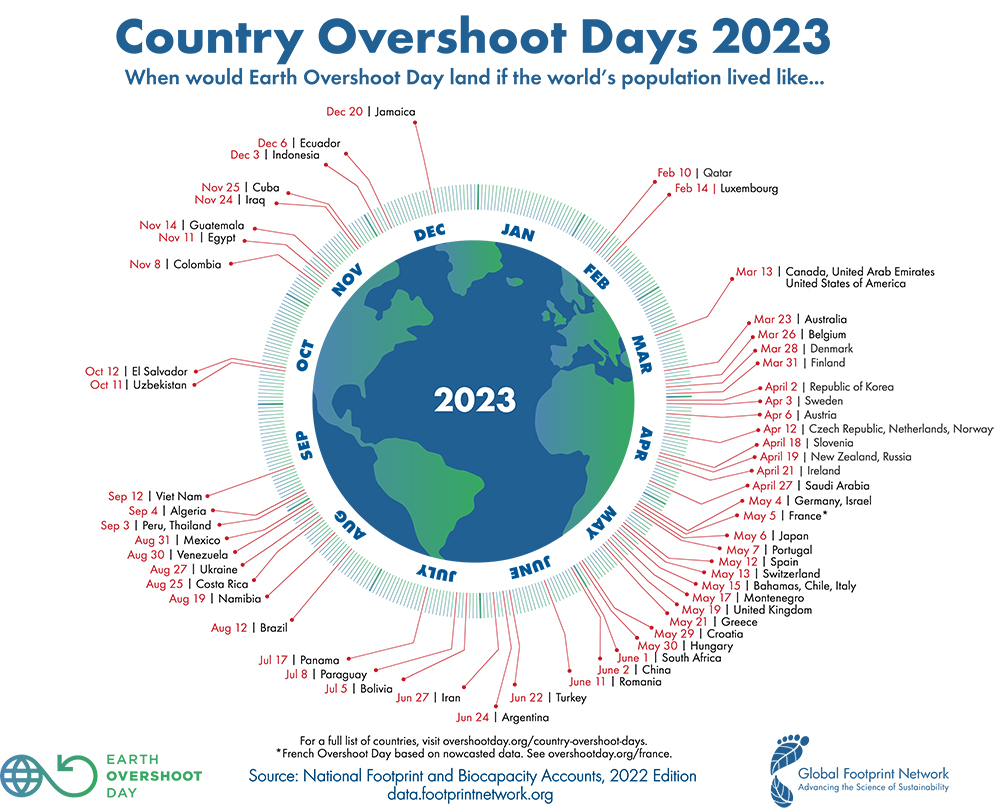 Country Overshoot Days 2023
When would Earth Overshoot Day land if the world's population lived like...
Dec 20 | Jamaica
Dec 6 | Ecuador
Dec 3 | Indonesia
Nov 25 | Cuba
Nov 24 | Iraq
Nov 14 | Guatemala
Nov 11 | Egypt
Nov 8 | Colombia
Oct 12 | El Salvador
Oct 11 | Uzbekistan
Sep 12 | Viet Nam
Sep 4 | Algeria
Sep 3 | Peru, Thailand
Aug 31 | Mexico
Aug 30 | Venezuela
Aug 27 | Ukraine
Aug 25 | Costa Rica
Aug 19 | Namibia
Aug 12 | Brazil
Jul 17 | Panama
Jul 8 | Paraguay
Jul 5 | Bolivia
Jun 27 | Iran
Jun 24 | Argentina
Jun 22 | Turkey
Feb 10 | Qatar
Feb 14 | Luxembourg
Mar 13 | Canada, United Arab Emirates
United States of America
Mar 23 | Australia
Mar 26 | Belgium
Mar 28 | Denmark
Mar 31 | Finland
April 2 | Republic of Korea
Apr 3 | Sweden
Apr 6 | Austria
Apr 12 | Czech Republic, Netherlands, Norway
April 18 | Slovenia
April 19 | New Zealand, Russia
April 21 | Ireland
April 27 | Saudi Arabia
May 4 | Germany, Israel
May 5 | France*
May 6 | Japan
May 7 | Portugal
May 12 | Spain
May 13 | Switzerland
May 15 | Bahamas, Chile, Italy
May 17 | Montenegro
May 19 | United Kingdom
May 21 | Greece
May 29 | Croatia
May 30 | Hungary
June 1 | South Africa
June 2 | China
June 11 | Romania
JAN
FEB
MAR
APR
MAY
JUNE
JULY
AUG
SEP
OCT
NOV
DEC
2023
For a full list of countries, visit overshootday.org/country-overshoot-days.
*French Overshoot Day based on nowcasted data. See overshootday.org/france.
Source: National Footprint and Biocapacity Accounts, 2022 Edition
data.footprintnetwork.org
EARTH
OVERSHOOT
DAY
Global Footprint Network
Advancing the Science of Sustainability